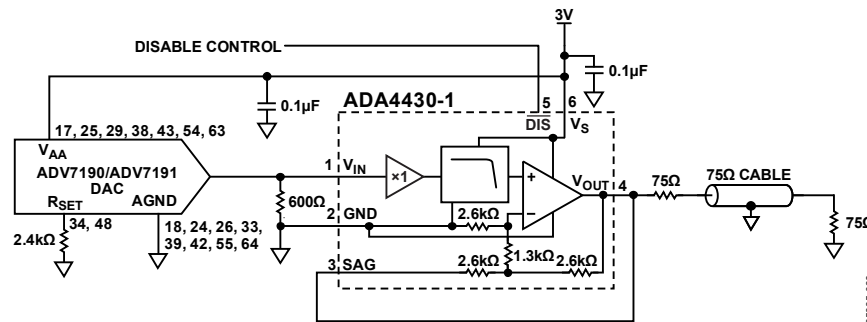 3V
DISABLE CONTROL
0.1µF
0.1µF
ADA4430-1
5
6
DIS
VS
17, 25, 29, 38, 43, 54, 63
VAA
ADV7190/ADV7191
DAC
RSET
AGND
34, 48
2.4kΩ
18, 24, 26, 33,
39, 42, 55, 64
600Ω
1
VIN
×1
+
–
VOUT
4
75Ω
75Ω CABLE
75Ω
2
GND
2.6kΩ
1.3kΩ
3
SAG
2.6kΩ
2.6kΩ